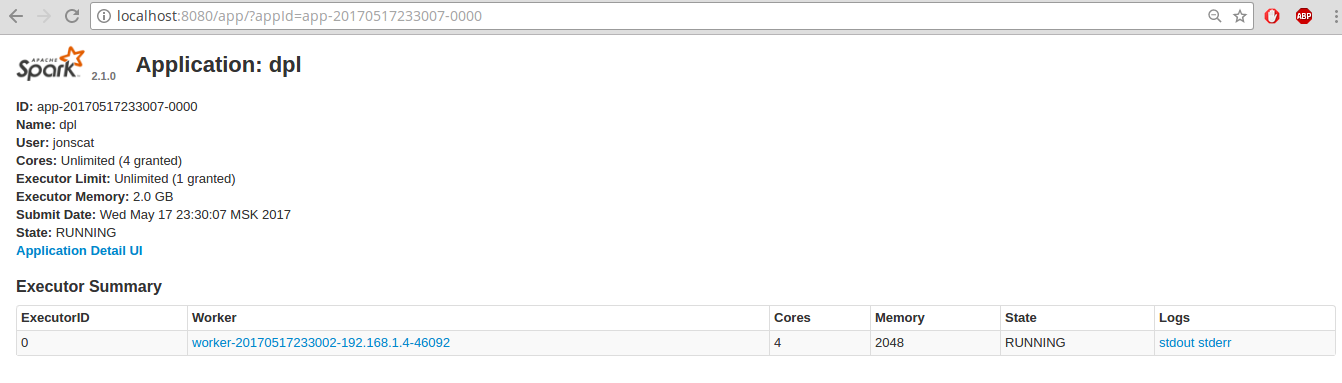 localhost:8080/app/?appId=app-20170517233007-0000
ABP
APACHE
Spark 2.1.0 Application: dpl
ID: app-20170517233007-0000
Name: dpl
User: jonscat
Cores: Unlimited (4 granted)
Executor Limit: Unlimited (1 granted)
Executor Memory: 2.0 GB
Submit Date: Wed May 17 23:30:07 MSK 2017
State: RUNNING
Application Detail UI
Executor Summary
ExecutorID Worker Cores Memory State Logs
0 worker-20170517233002-192.168.1.4-46092 4 2048 RUNNING stdout stderr